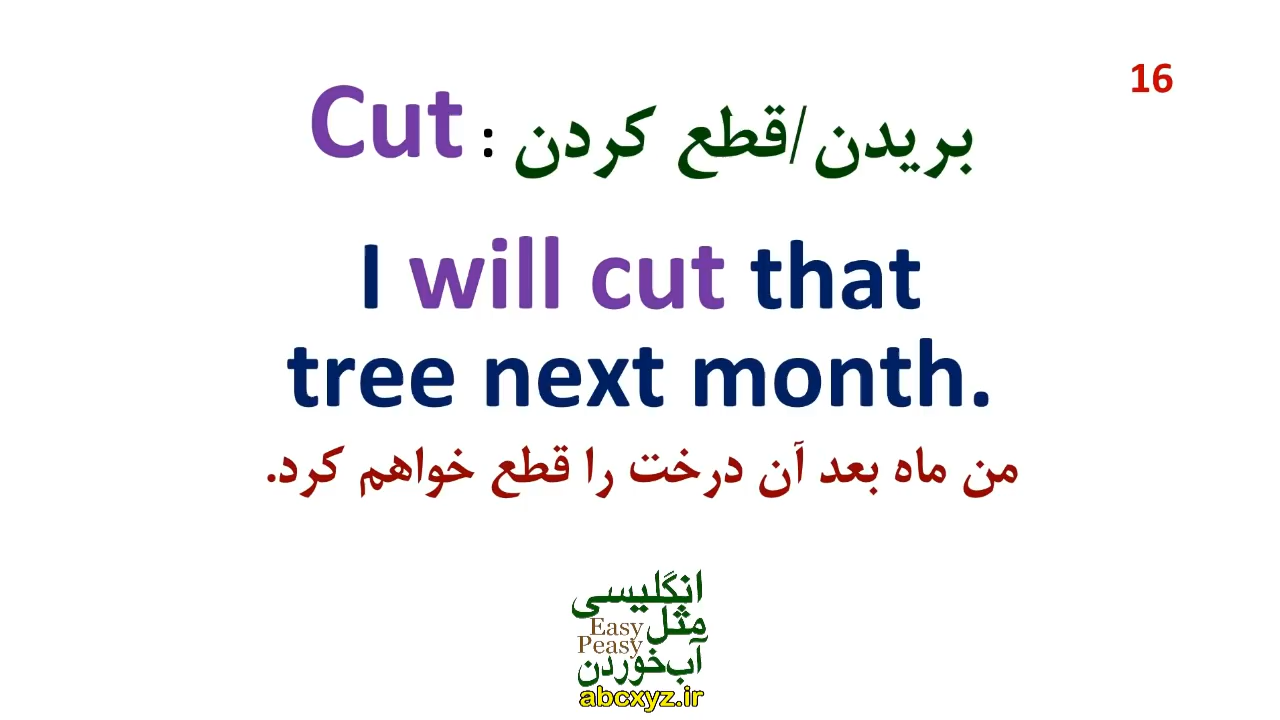 16
Cut : بریدن/قطع کردن
I will cut that
tree next month.
من ماه بعد آن درخت را قطع خواهم کرد.
انگلیسی
مثل
Easy
Peasy
آب‌خوردن
abcxyz.ir